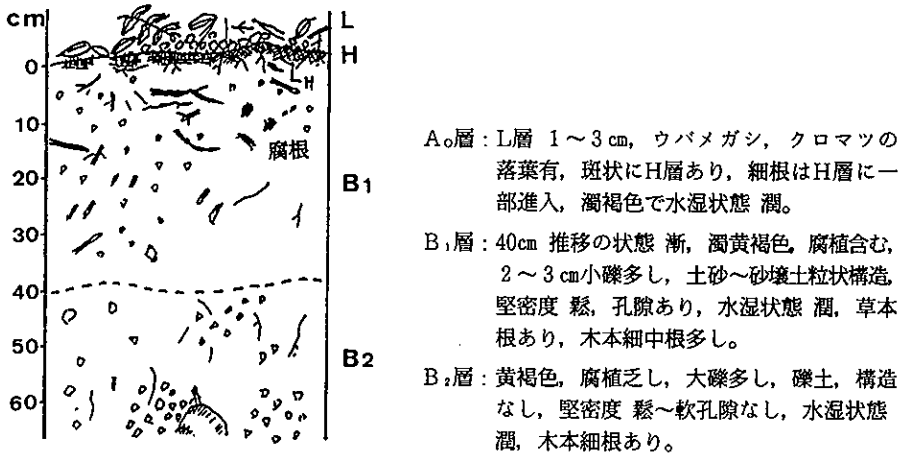 cm
L
H
0
H
10
腐根
20
B1
30
40
50
B2
60
A₀層：L層 1～3㎝，ウバメガシ，クロマツの
落葉有，斑状にH層あり，細根はH層に一
部進入，濁褐色で水湿状態 潤。
B₁層：40㎝ 推移の状態 漸，濁黄褐色，腐植含む，
2～3㎝小礫多し，土砂～砂壌土粒状構造，
堅密度 鬆，孔隙あり，水湿状態 潤，草本
根あり，木本細中根多し。
B₂層：黄褐色，腐植乏し，大礫多し，礫土，構造
なし，堅密度 鬆～軟孔隙なし，水湿状態
潤，木本細根あり。